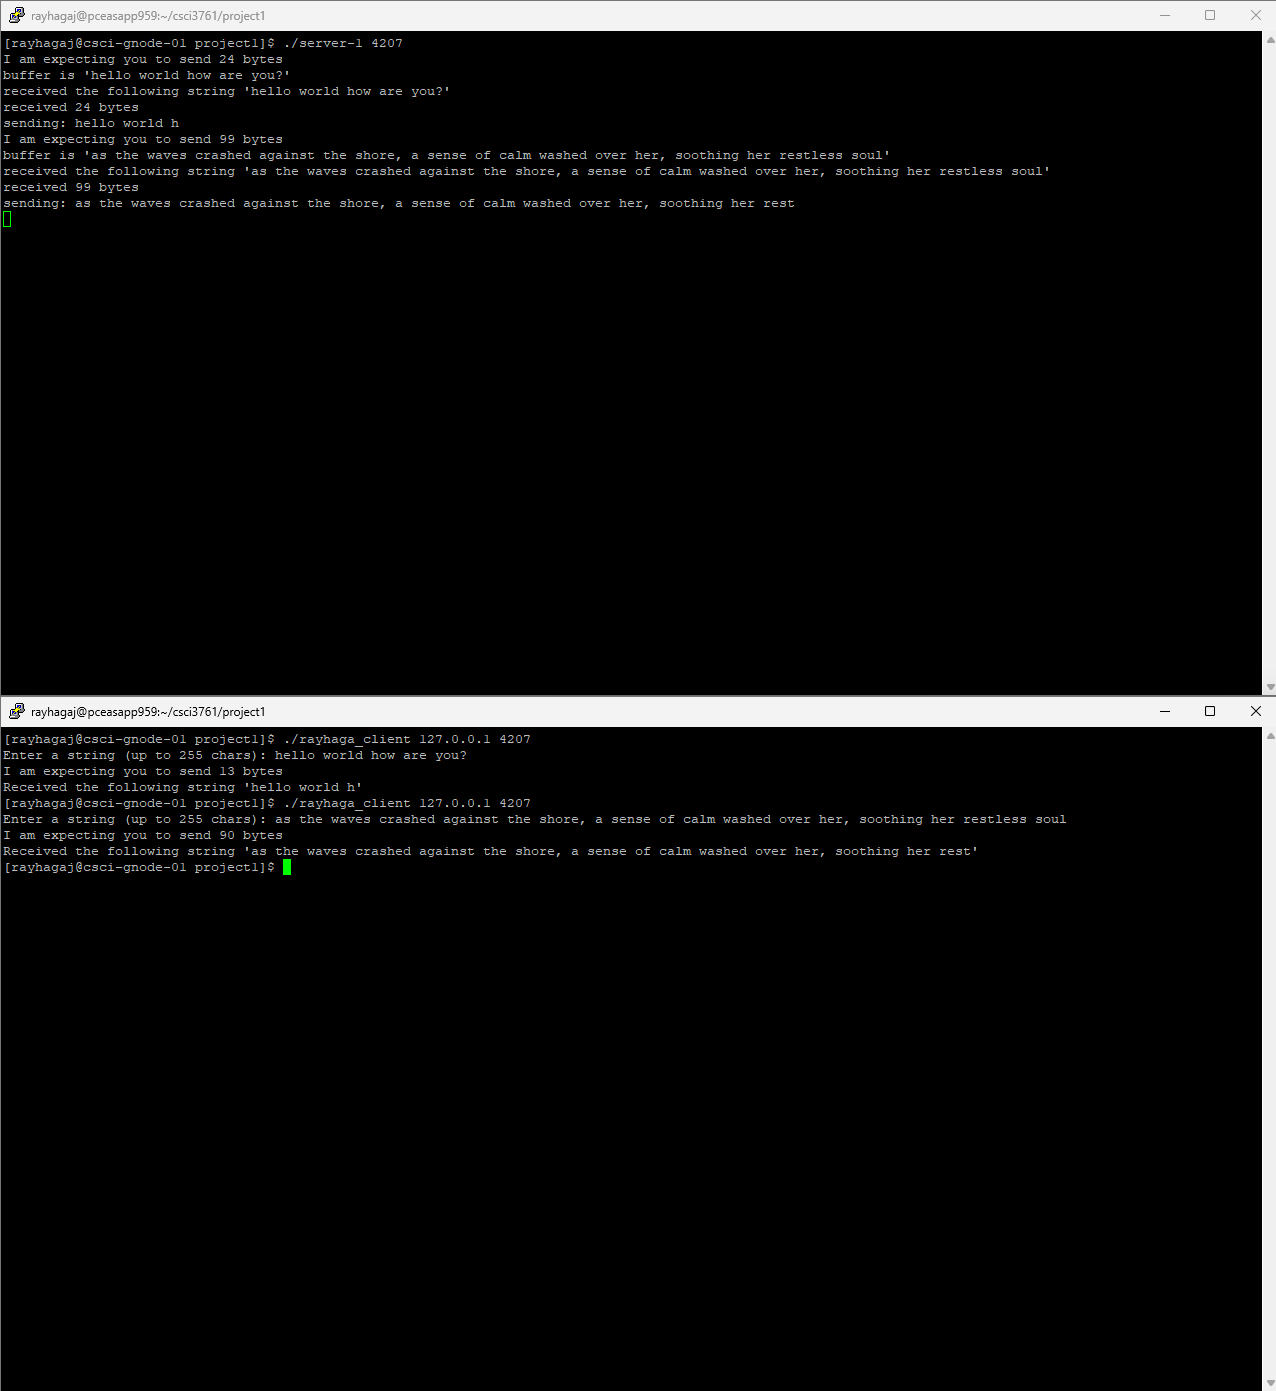 rayhagaj@pceasapp959:~/csci3761/project1
[rayhagaj@csci-gnode-01 project1]$ ./server-1 4207
I am expecting you to send 24 bytes
buffer is 'hello world how are you?'
received the following string 'hello world how are you?'
received 24 bytes
sending: hello world h
I am expecting you to send 99 bytes
buffer is 'as the waves crashed against the shore, a sense of calm washed over her, soothing her restless soul'
received the following string 'as the waves crashed against the shore, a sense of calm washed over her, soothing her restless soul'
received 99 bytes
sending: as the waves crashed against the shore, a sense of calm washed over her, soothing her rest
rayhagaj@pceasapp959:~/csci3761/project1
[rayhagaj@csci-gnode-01 project1]$ ./rayhaga_client 127.0.0.1 4207
Enter a string (up to 255 chars): hello world how are you?
I am expecting you to send 13 bytes
Received the following string 'hello world h'
[rayhagaj@csci-gnode-01 project1]$ ./rayhaga_client 127.0.0.1 4207
Enter a string (up to 255 chars): as the waves crashed against the shore, a sense of calm washed over her, soothing her restless soul
I am expecting you to send 90 bytes
Received the following string 'as the waves crashed against the shore, a sense of calm washed over her, soothing her rest'
[rayhagaj@csci-gnode-01 project1]$